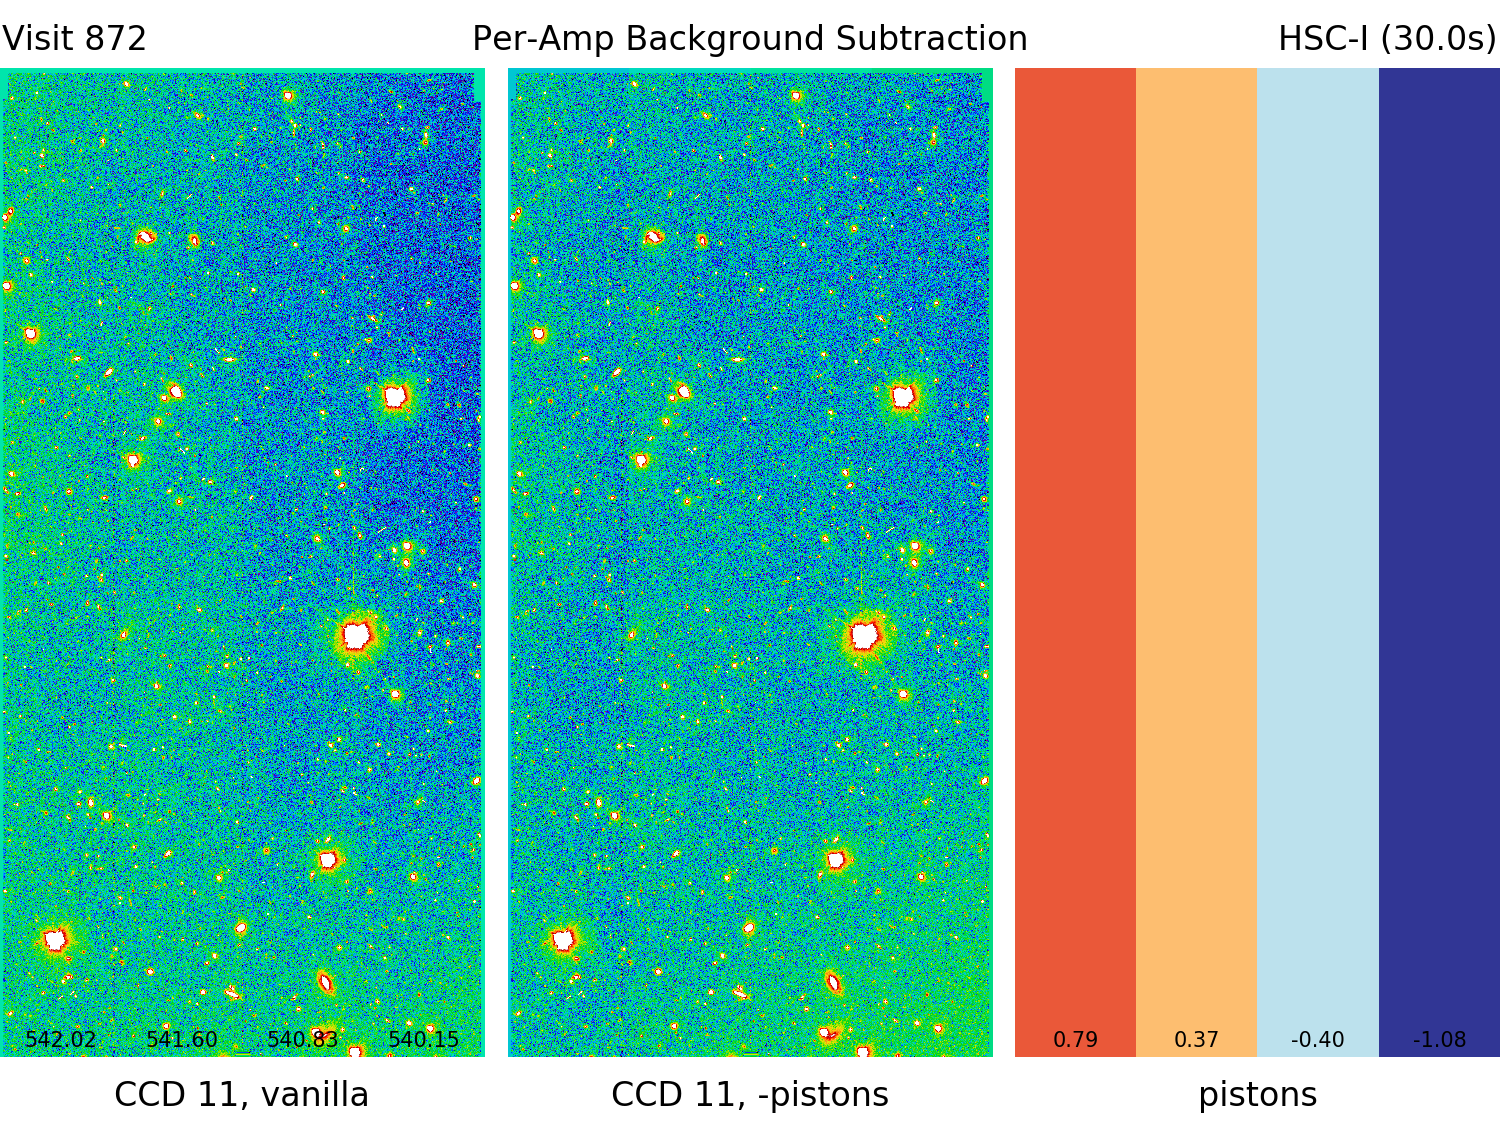 Visit 872 Per-Amp Background Subtraction HSC-I (30.0s)
542.02 541.60 540.83 540.15 0.79 0.37 -0.40 -1.08
CCD 11, vanilla CCD 11, -pistons pistons